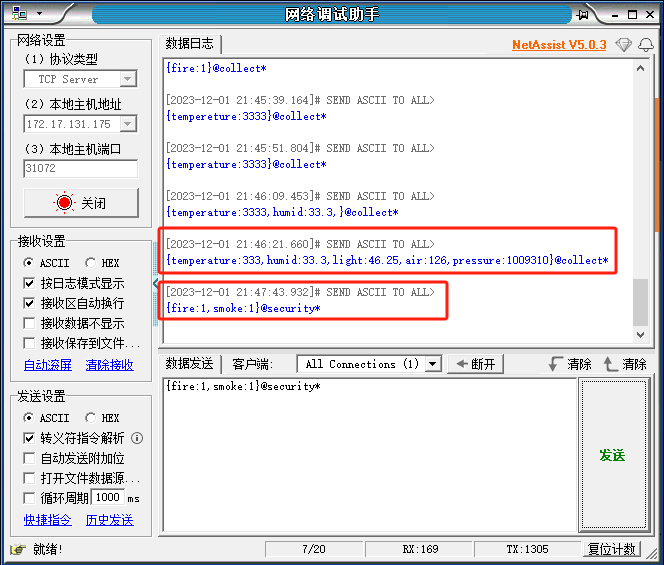 网络调试助手
网络设置
(1) 协议类型
TCP Server
(2) 本地主机地址
172.17.131.175
(3) 本地主机端口
31072
关闭
接收设置
ASCII HEX
按日志模式显示
接收区自动换行
接收数据不显示
接收保存到文件...
自动滚屏 清除接收
发送设置
ASCII HEX
转义符指令解析
自动发送附加位
打开文件数据源...
循环周期 1000 ms
快捷指令 历史发送
数据日志
NetAssist V5.0.3
{fire:1}@collect*
[2023-12-01 21:45:39.164]# SEND ASCII TO ALL>
{tempereture:3333}@collect*
[2023-12-01 21:45:51.804]# SEND ASCII TO ALL>
{temperature:3333}@collect*
[2023-12-01 21:46:09.453]# SEND ASCII TO ALL>
{temperature:3333,humid:33.3,}@collect*
[2023-12-01 21:46:21.660]# SEND ASCII TO ALL>
{temperature:333,humid:33.3,light:46.25,air:126,pressure:1009310}@collect*
[2023-12-01 21:47:43.932]# SEND ASCII TO ALL>
{fire:1,smoke:1}@security*
数据发送 客户端: All Connections (1) 断开 清除 清除
{fire:1,smoke:1}@security*
发送
就绪! 7/20 RX:169 TX:1305 复位计数